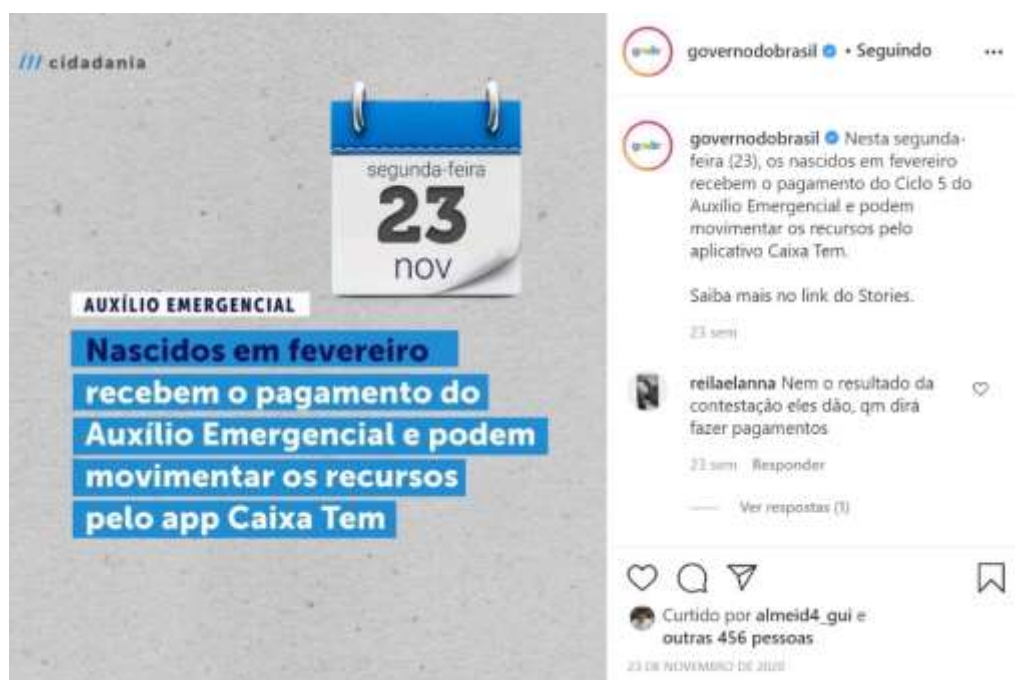 /// cidadania
segunda-feira
23
nov
AUXÍLIO EMERGENCIAL
Nascidos em fevereiro
recebem o pagamento do
Auxílio Emergencial e podem
movimentar os recursos
pelo app Caixa Tem
governodobrasil • Seguindo
governodobrasil Nesta segunda-
feira (23), os nascidos em fevereiro
recebem o pagamento do Ciclo 5 do
Auxílio Emergencial e podem
movimentar os recursos pelo
aplicativo Caixa Tem.
Saiba mais no link do Stories.
23 sem
reilaelanna Nem o resultado da
contestação eles dão, qm dirá
fazer pagamentos
23 sem Responder
Ver respostas (1)
Curtido por almeid4_gui e
outras 456 pessoas
23 DE NOVEMBRO DE 2020